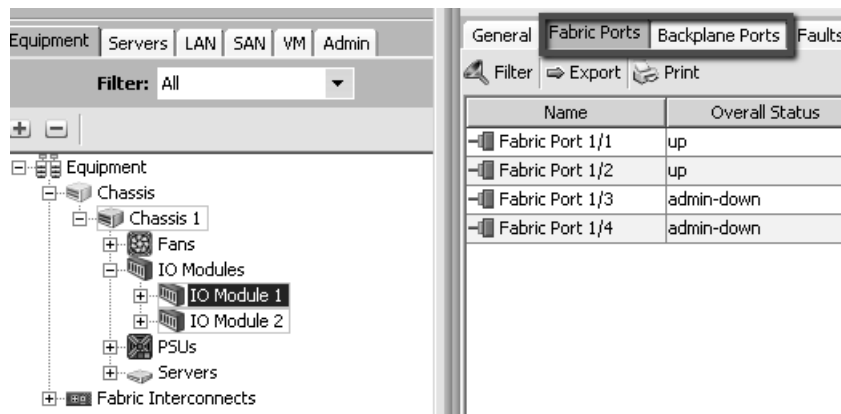 Equipment Servers LAN SAN VM Admin
Filter: All
Equipment
Chassis
Chassis 1
Fans
IO Modules
IO Module 1
IO Module 2
PSUs
Servers
Fabric Interconnects
General Fabric Ports Backplane Ports Faults
Filter Export Print
Name Overall Status
Fabric Port 1/1 up
Fabric Port 1/2 up
Fabric Port 1/3 admin-down
Fabric Port 1/4 admin-down